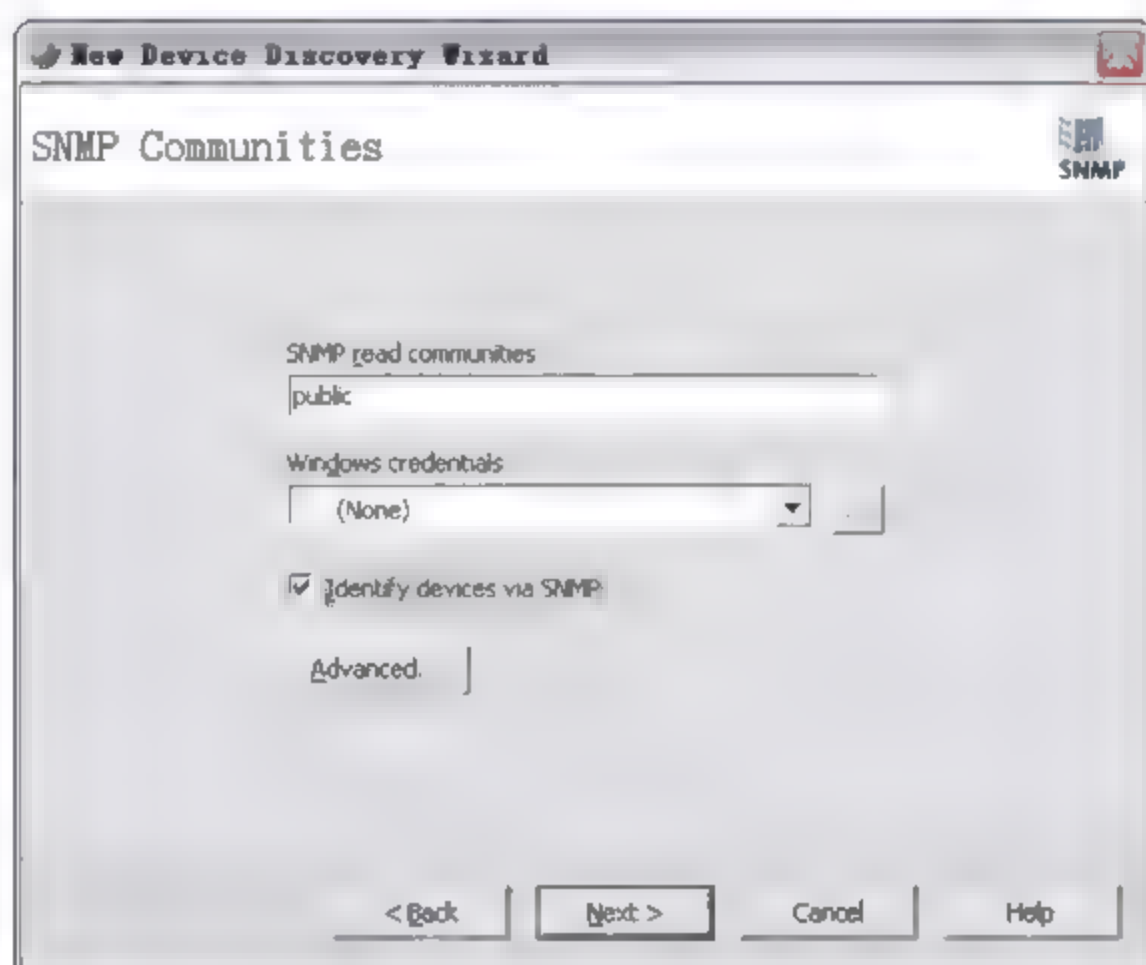 New Device Discovery Wizard
SNMP Communities
SNMP
SNMP read communities
public
Windows credentials
(None)
Identify devices via SNMP
Advanced.
< Back
Next >
Cancel
Help